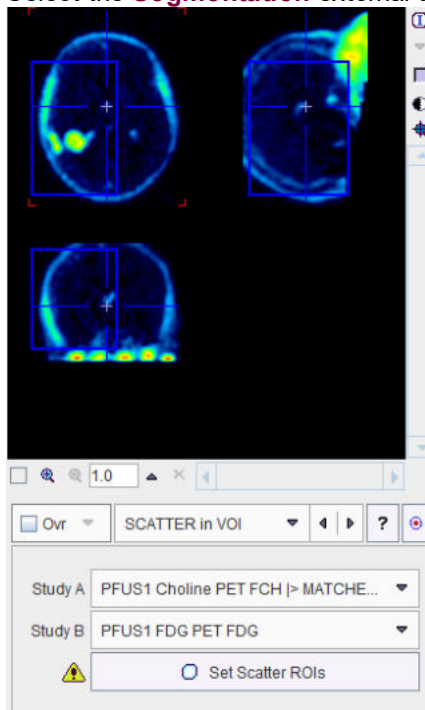 1.0
Ovr SCATTER in VOI ?
Study A PFUS1 Choline PET FCH |> MATCHE...
Study B PFUS1 FDG PET FDG
Set Scatter ROIs